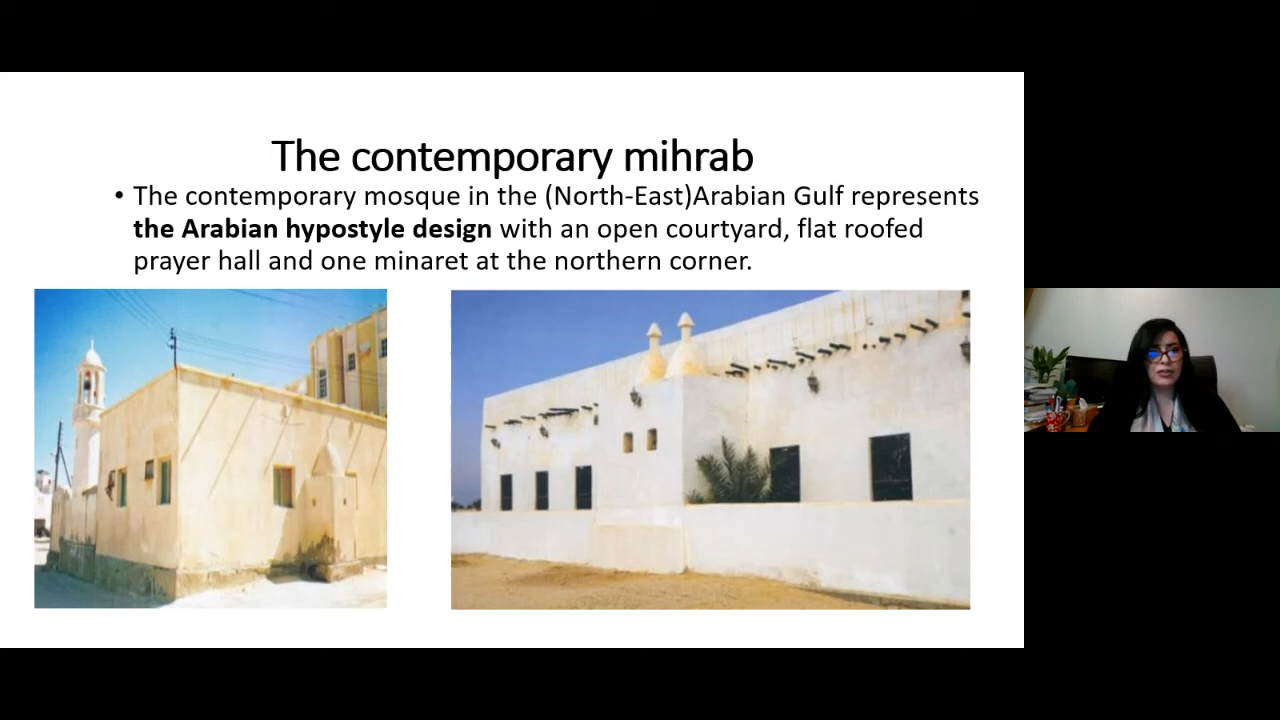 The contemporary mihrab
• The contemporary mosque in the (North-East)Arabian Gulf represents
the Arabian hypostyle design with an open courtyard, flat roofed
prayer hall and one minaret at the northern corner.